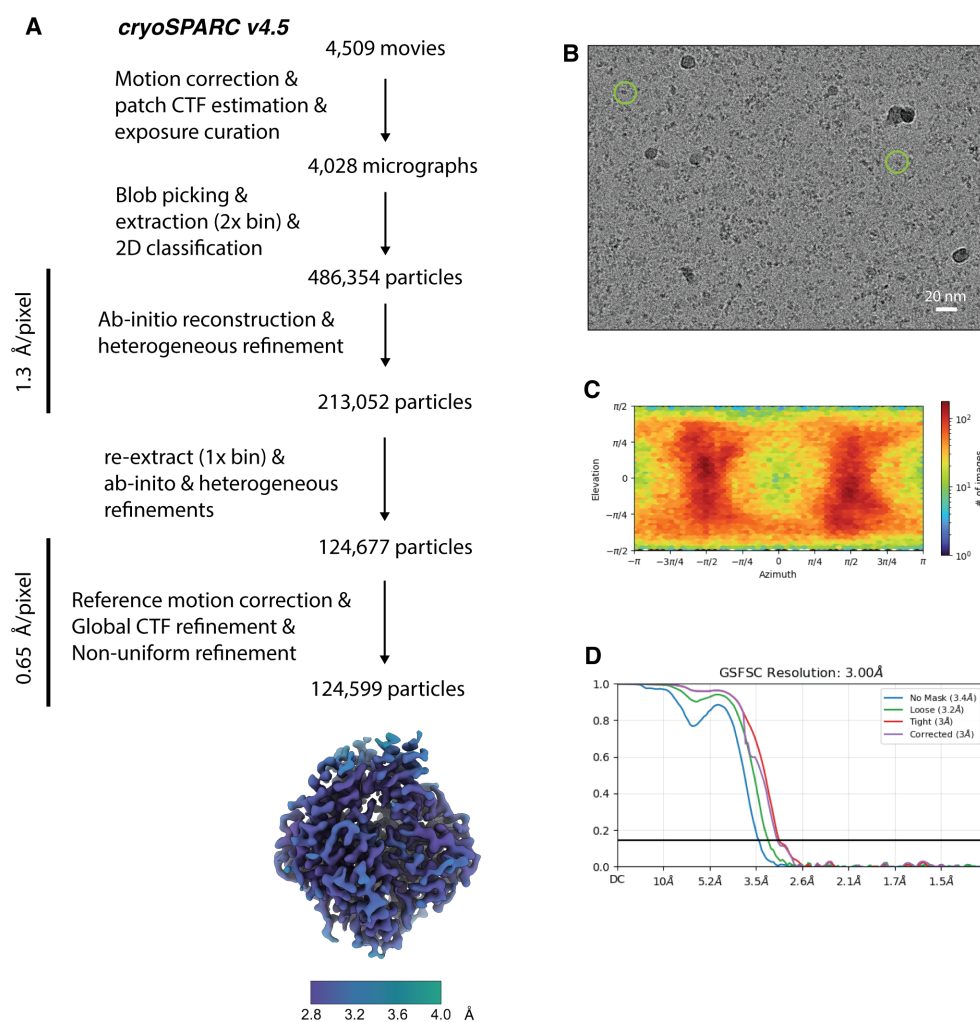 A
cryoSPARC v4.5
4,509 movies
Motion correction &
patch CTF estimation &
exposure curation
4,028 micrographs
Blob picking &
extraction (2x bin) &
2D classification
486,354 particles
1.3 Å/pixel
Ab-initio reconstruction &
heterogeneous refinement
213,052 particles
re-extract (1x bin) &
ab-inito & heterogeneous
refinements
124,677 particles
0.65 Å/pixel
Reference motion correction &
Global CTF refinement &
Non-uniform refinement
124,599 particles
2.8 3.2 3.6 4.0 Å
B
20 nm
C
π/2
π/4
0
−π/4
−π/2
Elevation
−π −3π/4 −π/2 −π/4 0 π/4 π/2 3π/4 π
Azimuth
10²
10¹
10⁰
# of images
D
GSFSC Resolution: 3.00Å
1.0
0.8
0.6
0.4
0.2
0.0
No Mask (3.4Å)
Loose (3.2Å)
Tight (3Å)
Corrected (3Å)
DC 10Å 5.2Å 3.5Å 2.6Å 2.1Å 1.7Å 1.5Å